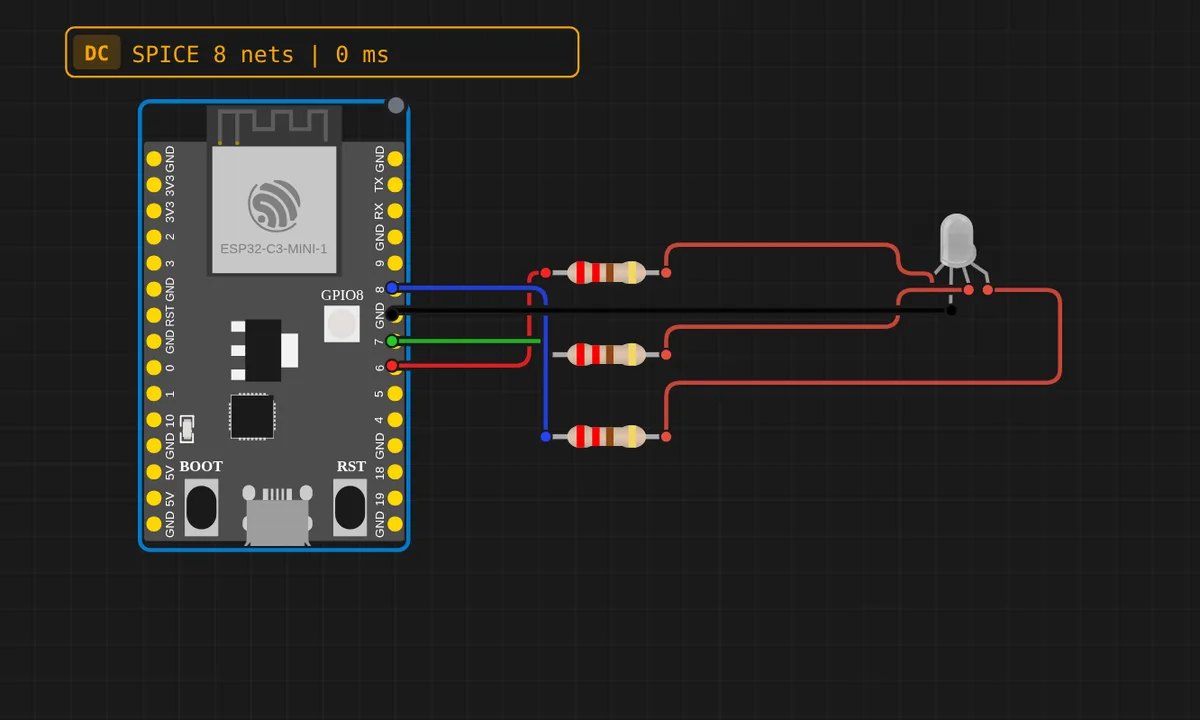 DC SPICE 8 nets | 0 ms
ESP32-C3-MINI-1
GPIO8
GND
3V3
3V3
2
3
GND
RST
GND
0
1
10
GND
5V
5V
GND
GND
TX
RX
GND
9
8
GND
7
6
5
4
GND
18
19
GND
BOOT
RST